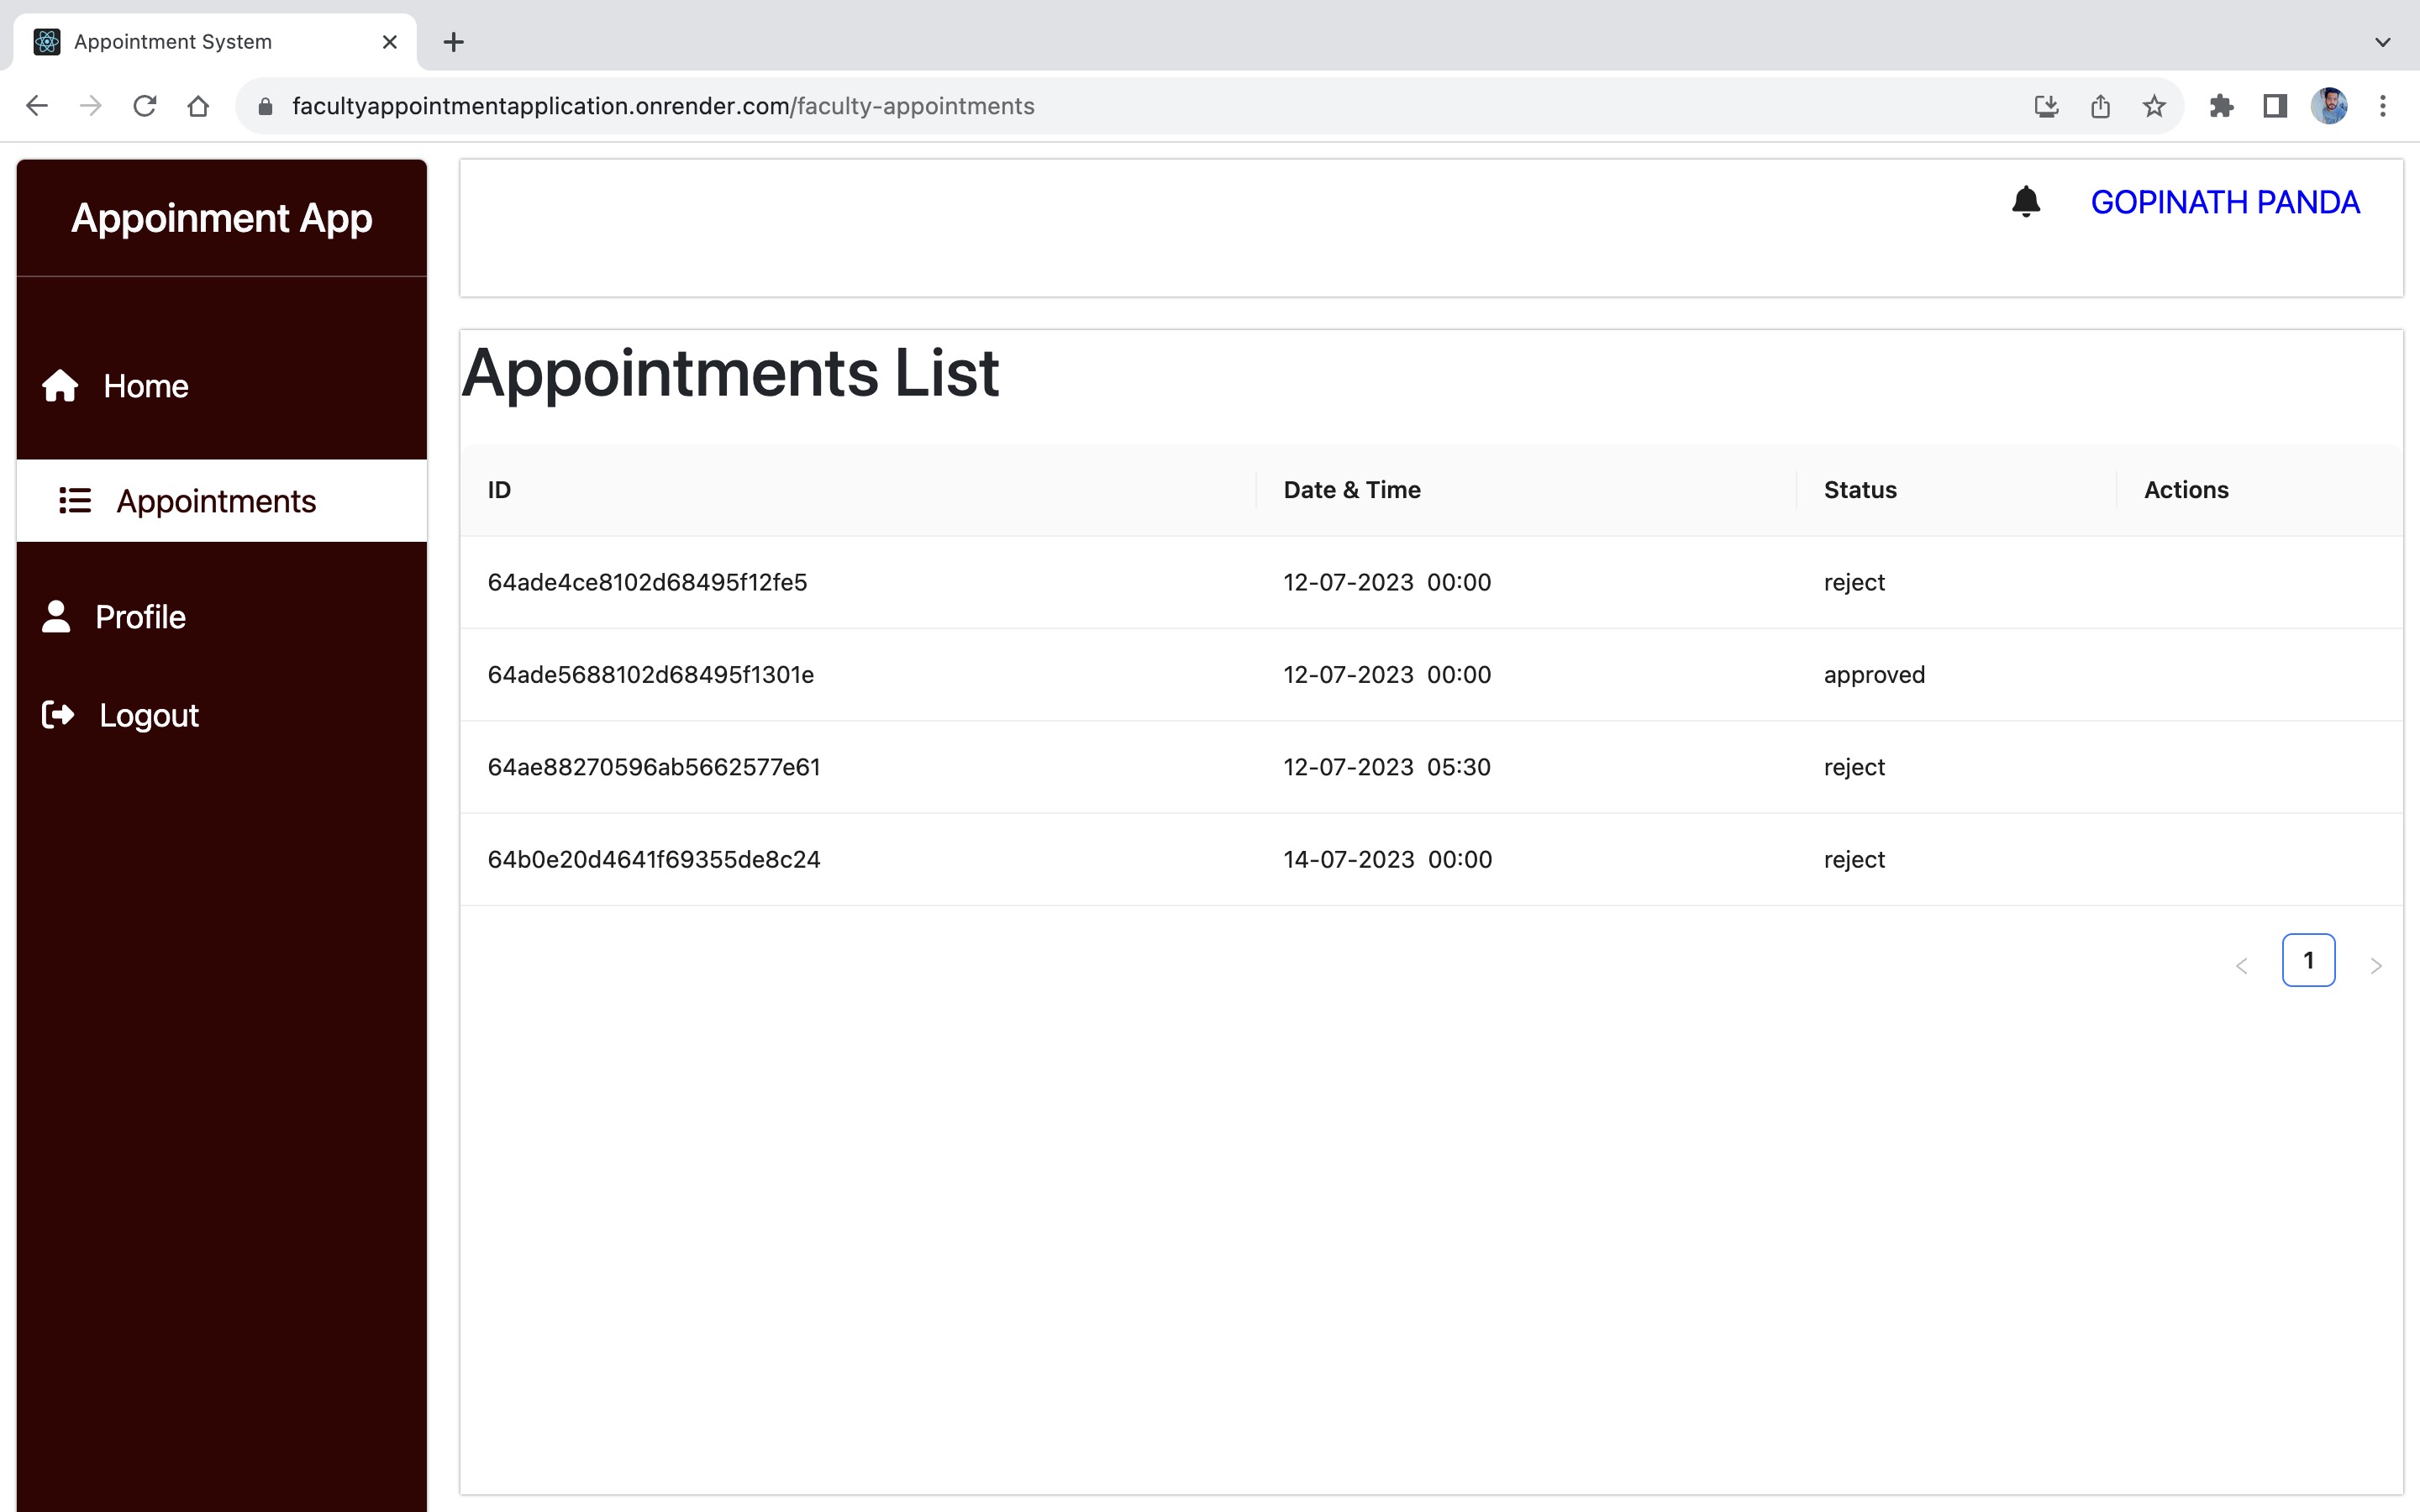 Appointment System
facultyappointmentapplication.onrender.com/faculty-appointments
Appoinment App
Home
Appointments
Profile
Logout
GOPINATH PANDA
Appointments List
ID Date & Time Status Actions
64ade4ce8102d68495f12fe5 12-07-2023 00:00 reject
64ade5688102d68495f1301e 12-07-2023 00:00 approved
64ae88270596ab5662577e61 12-07-2023 05:30 reject
64b0e20d4641f69355de8c24 14-07-2023 00:00 reject
< 1 >